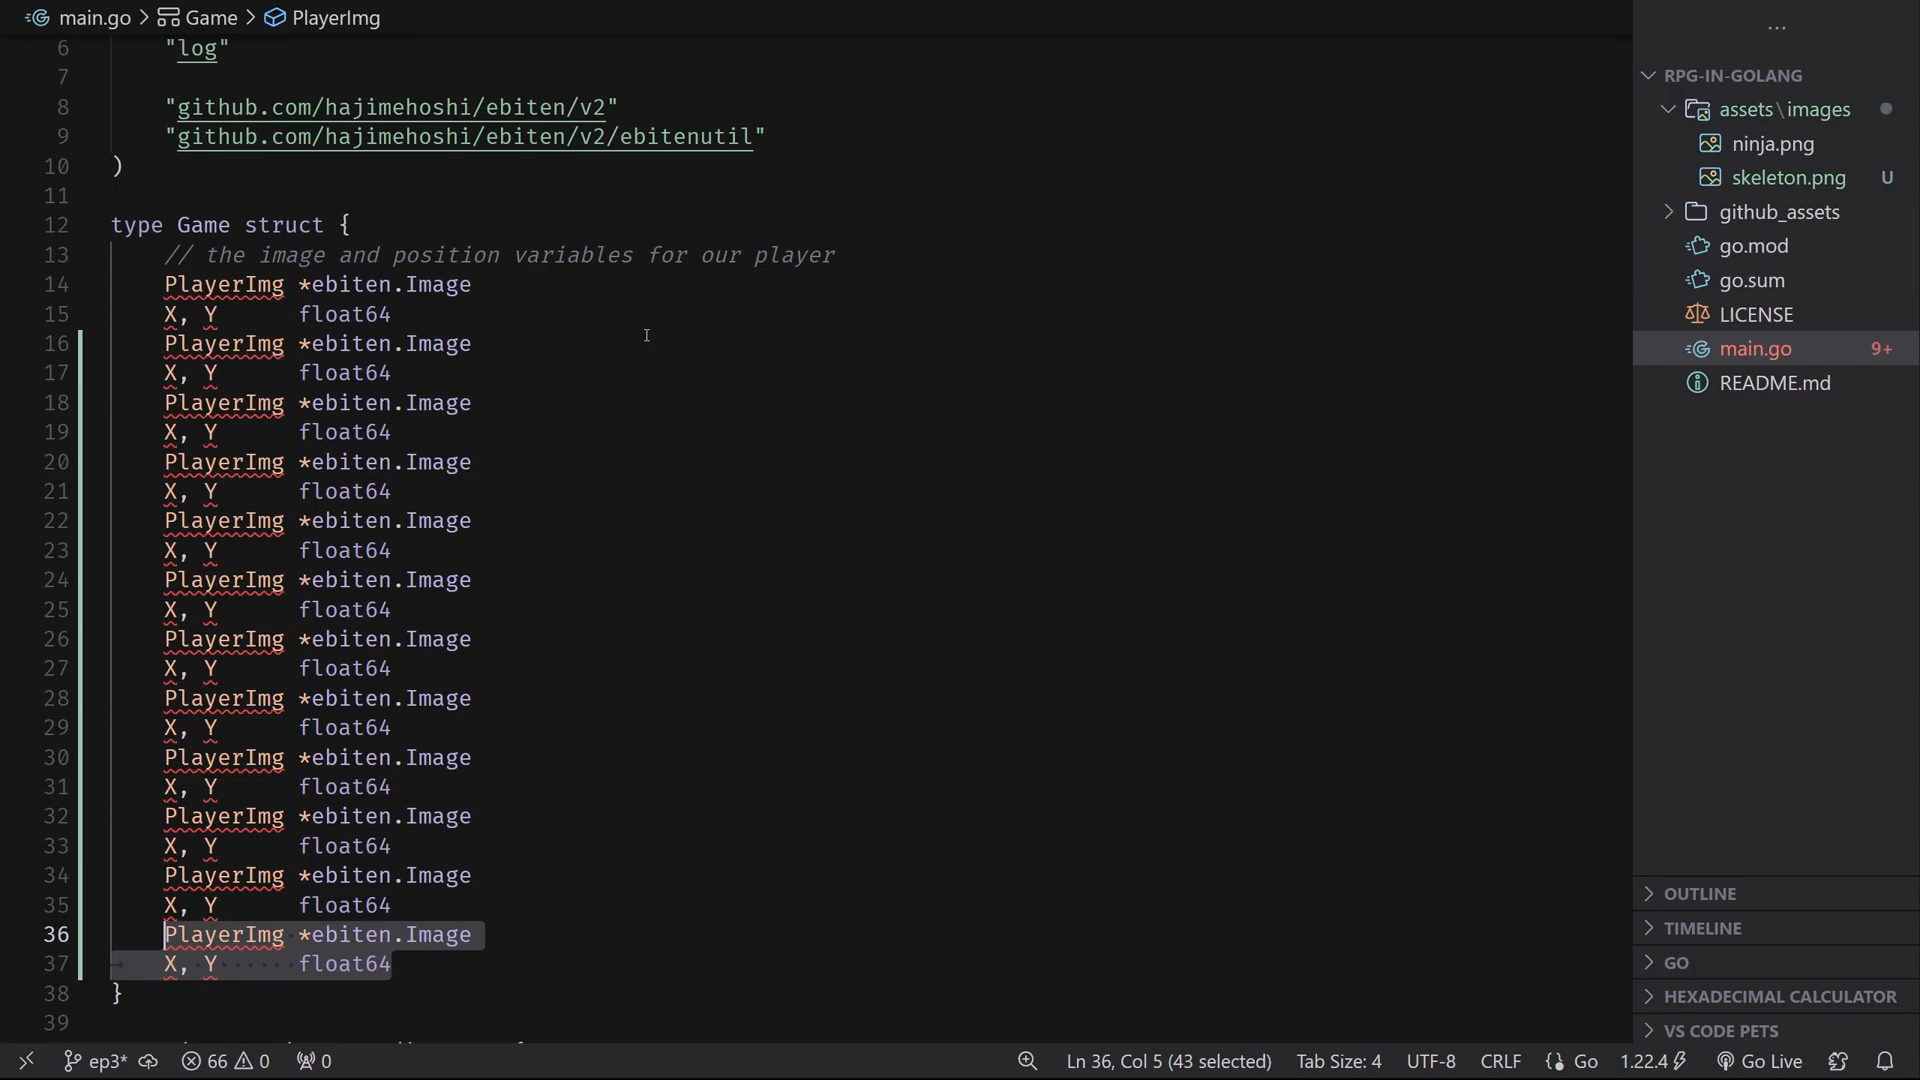 main.go > Game > PlayerImg
6 "log"
7
8 "github.com/hajimehoshi/ebiten/v2"
9 "github.com/hajimehoshi/ebiten/v2/ebitenutil"
10 )
11
12 type Game struct {
13 // the image and position variables for our player
14 PlayerImg *ebiten.Image
15 X, Y float64
16 PlayerImg *ebiten.Image
17 X, Y float64
18 PlayerImg *ebiten.Image
19 X, Y float64
20 PlayerImg *ebiten.Image
21 X, Y float64
22 PlayerImg *ebiten.Image
23 X, Y float64
24 PlayerImg *ebiten.Image
25 X, Y float64
26 PlayerImg *ebiten.Image
27 X, Y float64
28 PlayerImg *ebiten.Image
29 X, Y float64
30 PlayerImg *ebiten.Image
31 X, Y float64
32 PlayerImg *ebiten.Image
33 X, Y float64
34 PlayerImg *ebiten.Image
35 X, Y float64
36 PlayerImg *ebiten.Image
37 X, Y float64
38 }
39
...
RPG-IN-GOLANG
assets\images
ninja.png
skeleton.png U
github_assets
go.mod
go.sum
LICENSE
main.go 9+
README.md
OUTLINE
TIMELINE
GO
HEXADECIMAL CALCULATOR
VS CODE PETS
ep3* 66 0 0 Ln 36, Col 5 (43 selected) Tab Size: 4 UTF-8 CRLF Go 1.22.4 Go Live